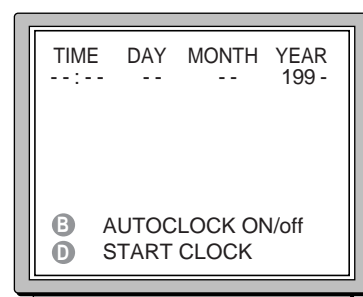 TIME DAY MONTH YEAR
--:-- -- -- 199-
B AUTOCLOCK ON/off
D START CLOCK